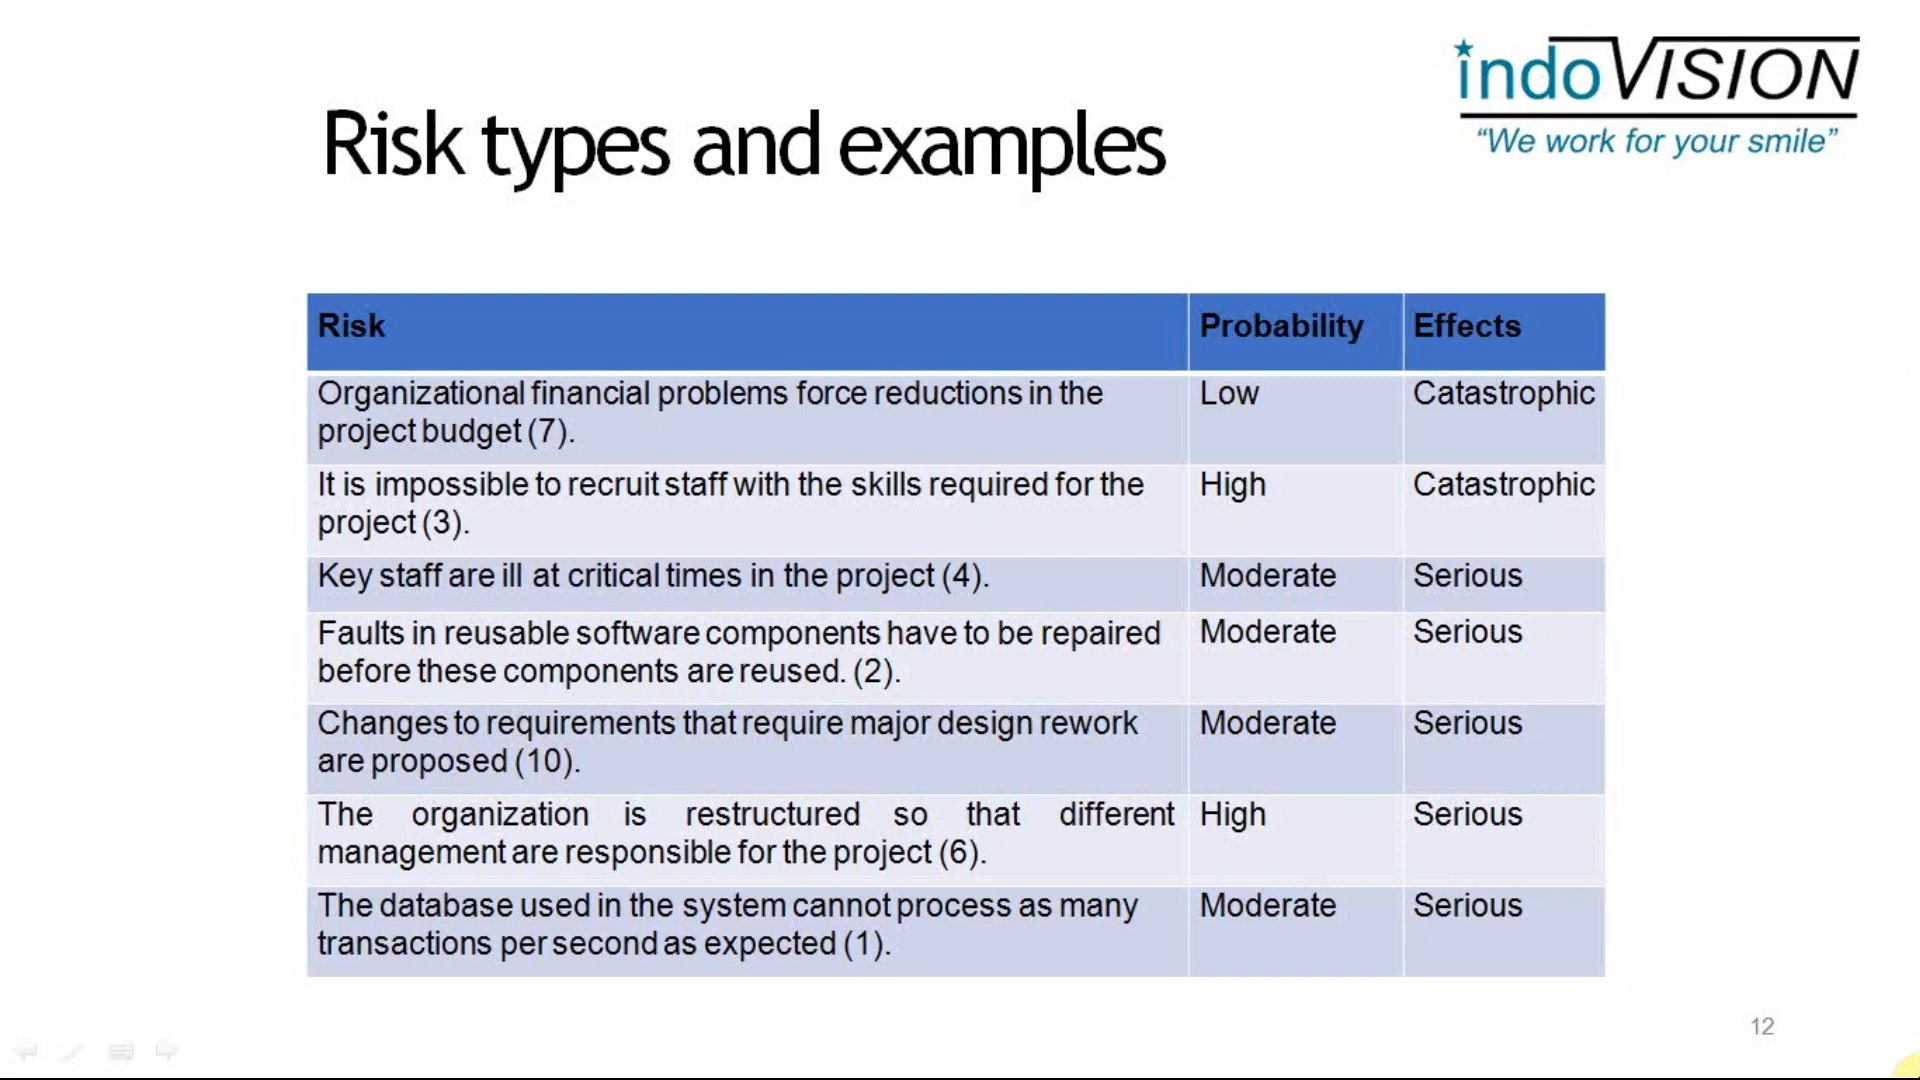 indoVISION
“We work for your smile”
Risk types and examples
Risk Probability Effects
Organizational financial problems force reductions in the Low Catastrophic
project budget (7).
It is impossible to recruit staff with the skills required for the High Catastrophic
project (3).
Key staff are ill at critical times in the project (4). Moderate Serious
Faults in reusable software components have to be repaired Moderate Serious
before these components are reused. (2).
Changes to requirements that require major design rework Moderate Serious
are proposed (10).
The organization is restructured so that different High Serious
management are responsible for the project (6).
The database used in the system cannot process as many Moderate Serious
transactions per second as expected (1).
12